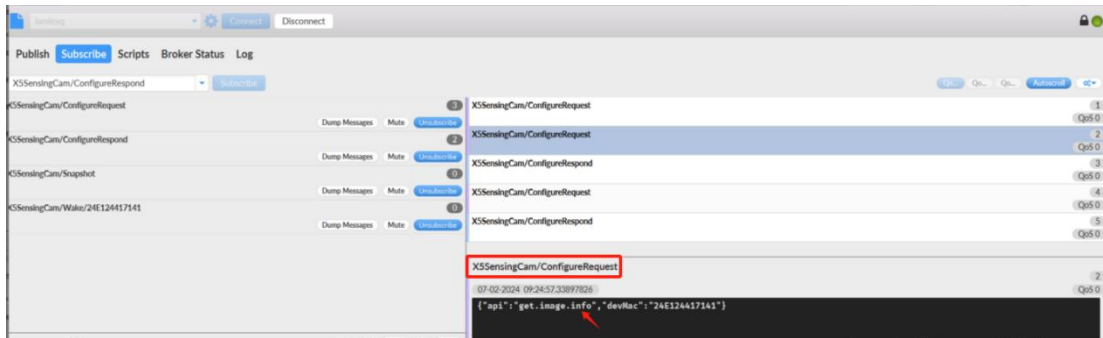 Connect Disconnect
Publish Subscribe Scripts Broker Status Log
X5SensingCam/ConfigureRespond Subscribe
Qo... Qo... Qo... Autoscroll
X5SensingCam/ConfigureRequest 3
Dump Messages Mute Unsubscribe
X5SensingCam/ConfigureRespond 2
Dump Messages Mute Unsubscribe
X5SensingCam/Snapshot 0
Dump Messages Mute Unsubscribe
X5SensingCam/Wake/24E124417141 0
Dump Messages Mute Unsubscribe
X5SensingCam/ConfigureRequest 1
QoS 0
X5SensingCam/ConfigureRequest 2
QoS 0
X5SensingCam/ConfigureRespond 3
QoS 0
X5SensingCam/ConfigureRequest 4
QoS 0
X5SensingCam/ConfigureRespond 5
QoS 0
X5SensingCam/ConfigureRequest
2
07-02-2024 09:24:57.33897826 QoS 0
{"api":"get.image.info","devMac":"24E124417141"}